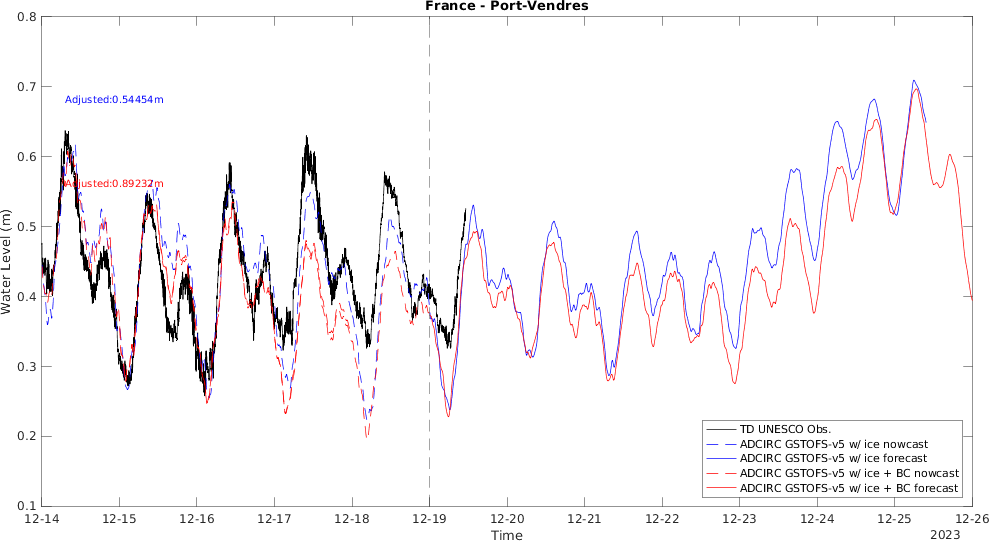 France - Port-Vendres
0.8
0.7
0.6
0.5
0.4
0.3
0.2
0.1
Water Level (m)
Adjusted:0.54454m
Adjusted:0.89237m
TD UNESCO Obs.
ADCIRC GSTOFS-v5 w/ ice nowcast
ADCIRC GSTOFS-v5 w/ ice forecast
ADCIRC GSTOFS-v5 w/ ice + BC nowcast
ADCIRC GSTOFS-v5 w/ ice + BC forecast
12-14 12-15 12-16 12-17 12-18 12-19 12-20 12-21 12-22 12-23 12-24 12-25 12-26
Time
2023